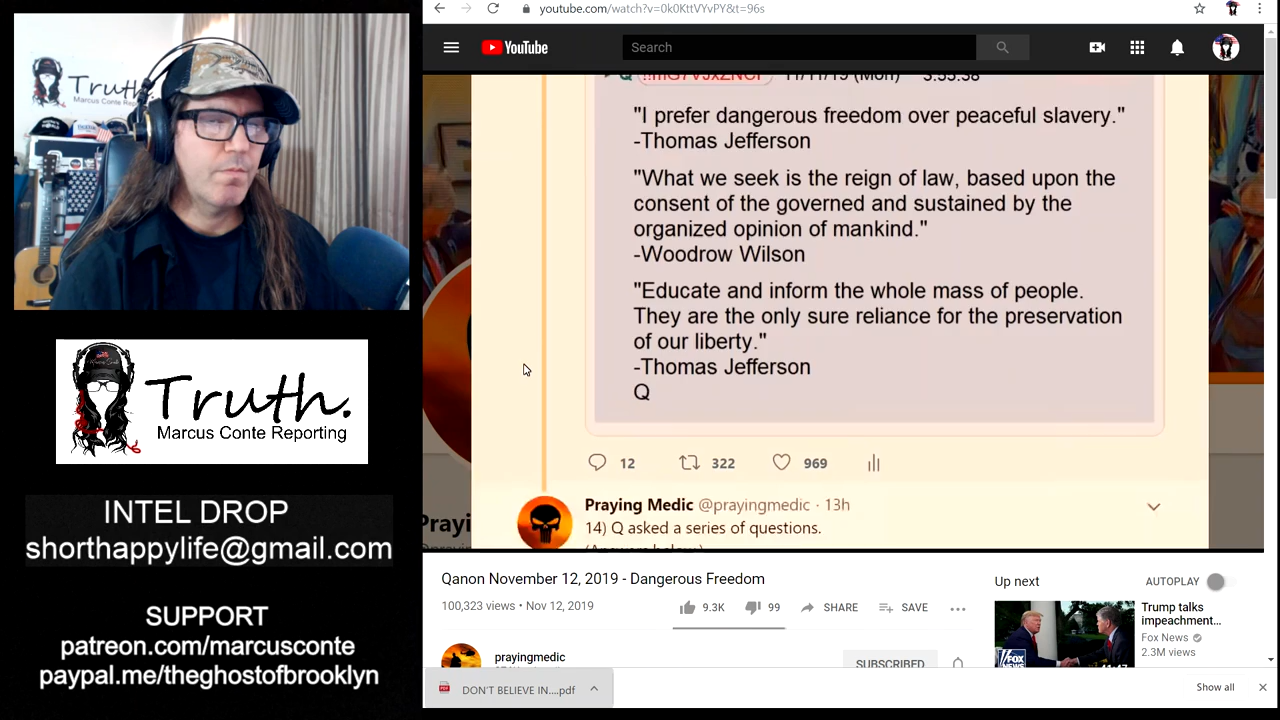 Truth.
Marcus Conte Reporting
Truth.
Marcus Conte Reporting
INTEL DROP
shorthappylife@gmail.com
SUPPORT
patreon.com/marcusconte
paypal.me/theghostofbrooklyn
youtube.com/watch?v=0k0KttVYvPY&t=96s
YouTube
Search
"I prefer dangerous freedom over peaceful slavery."
-Thomas Jefferson
"What we seek is the reign of law, based upon the
consent of the governed and sustained by the
organized opinion of mankind."
-Woodrow Wilson
"Educate and inform the whole mass of people.
They are the only sure reliance for the preservation
of our liberty."
-Thomas Jefferson
Q
12 322 969
Praying Medic @prayingmedic · 13h
14) Q asked a series of questions.
Qanon November 12, 2019 - Dangerous Freedom
100,323 views • Nov 12, 2019
9.3K 99 SHARE SAVE
prayingmedic
SUBSCRIBED
Up next
AUTOPLAY
Trump talks
impeachment...
Fox News
2.3M views
FOX
NEWS
DON'T BELIEVE IN....pdf
Show all